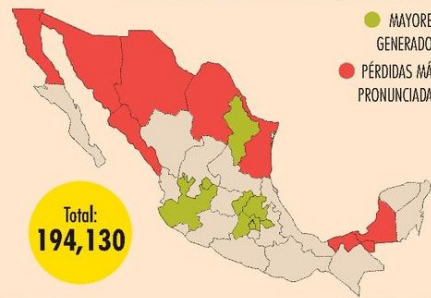 MAYORE
GENERADO
PÉRDIDAS MÁ
PRONUNCIADA
Total:
194,130